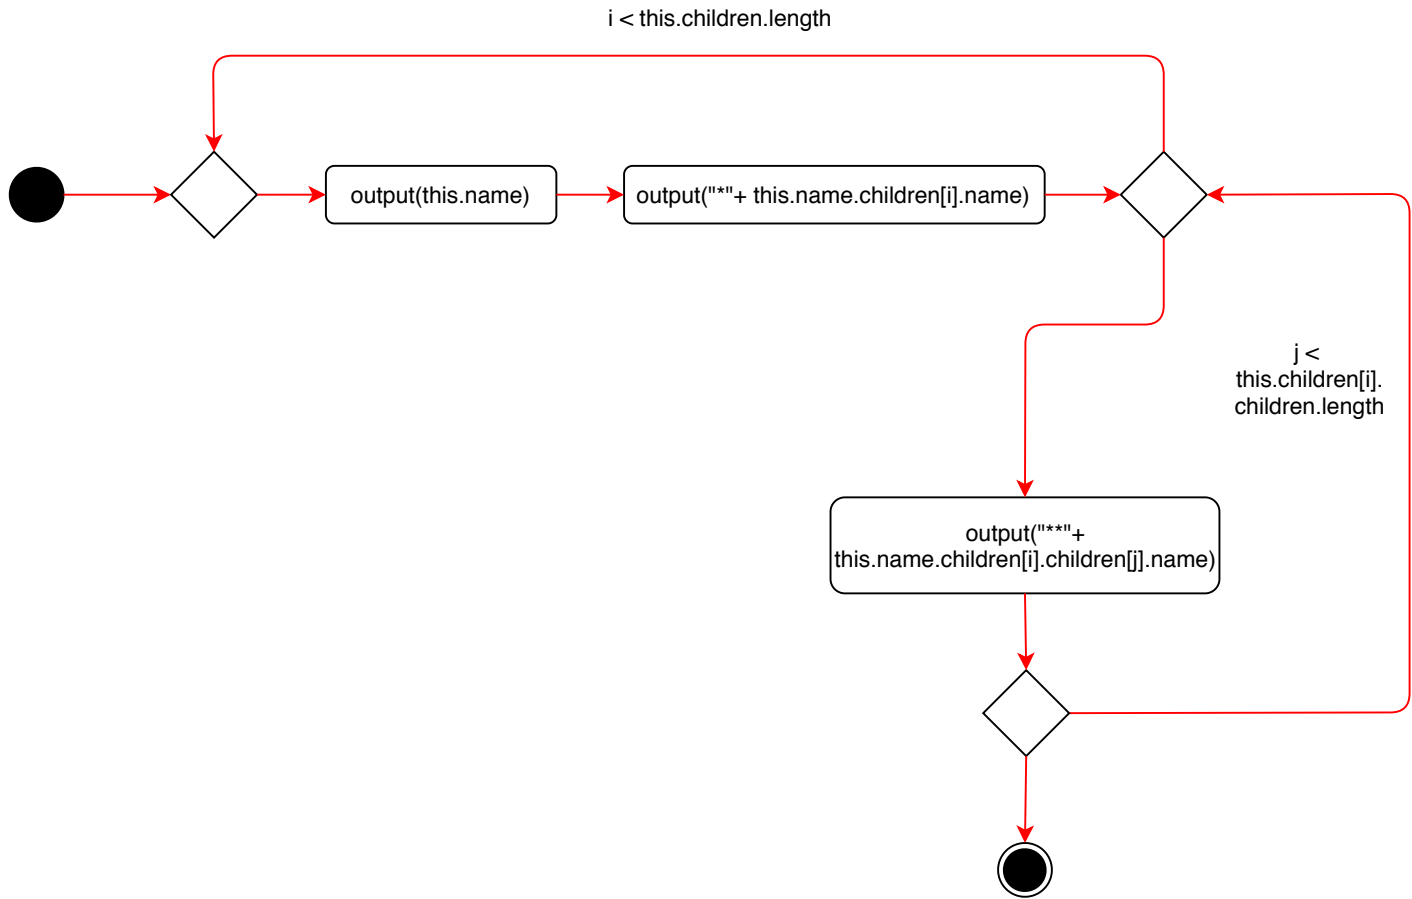 i < this.children.length
output(this.name)
output("*"+ this.name.children[i].name)
j <
this.children[i].
children.length
output("**"+
this.name.children[i].children[j].name)